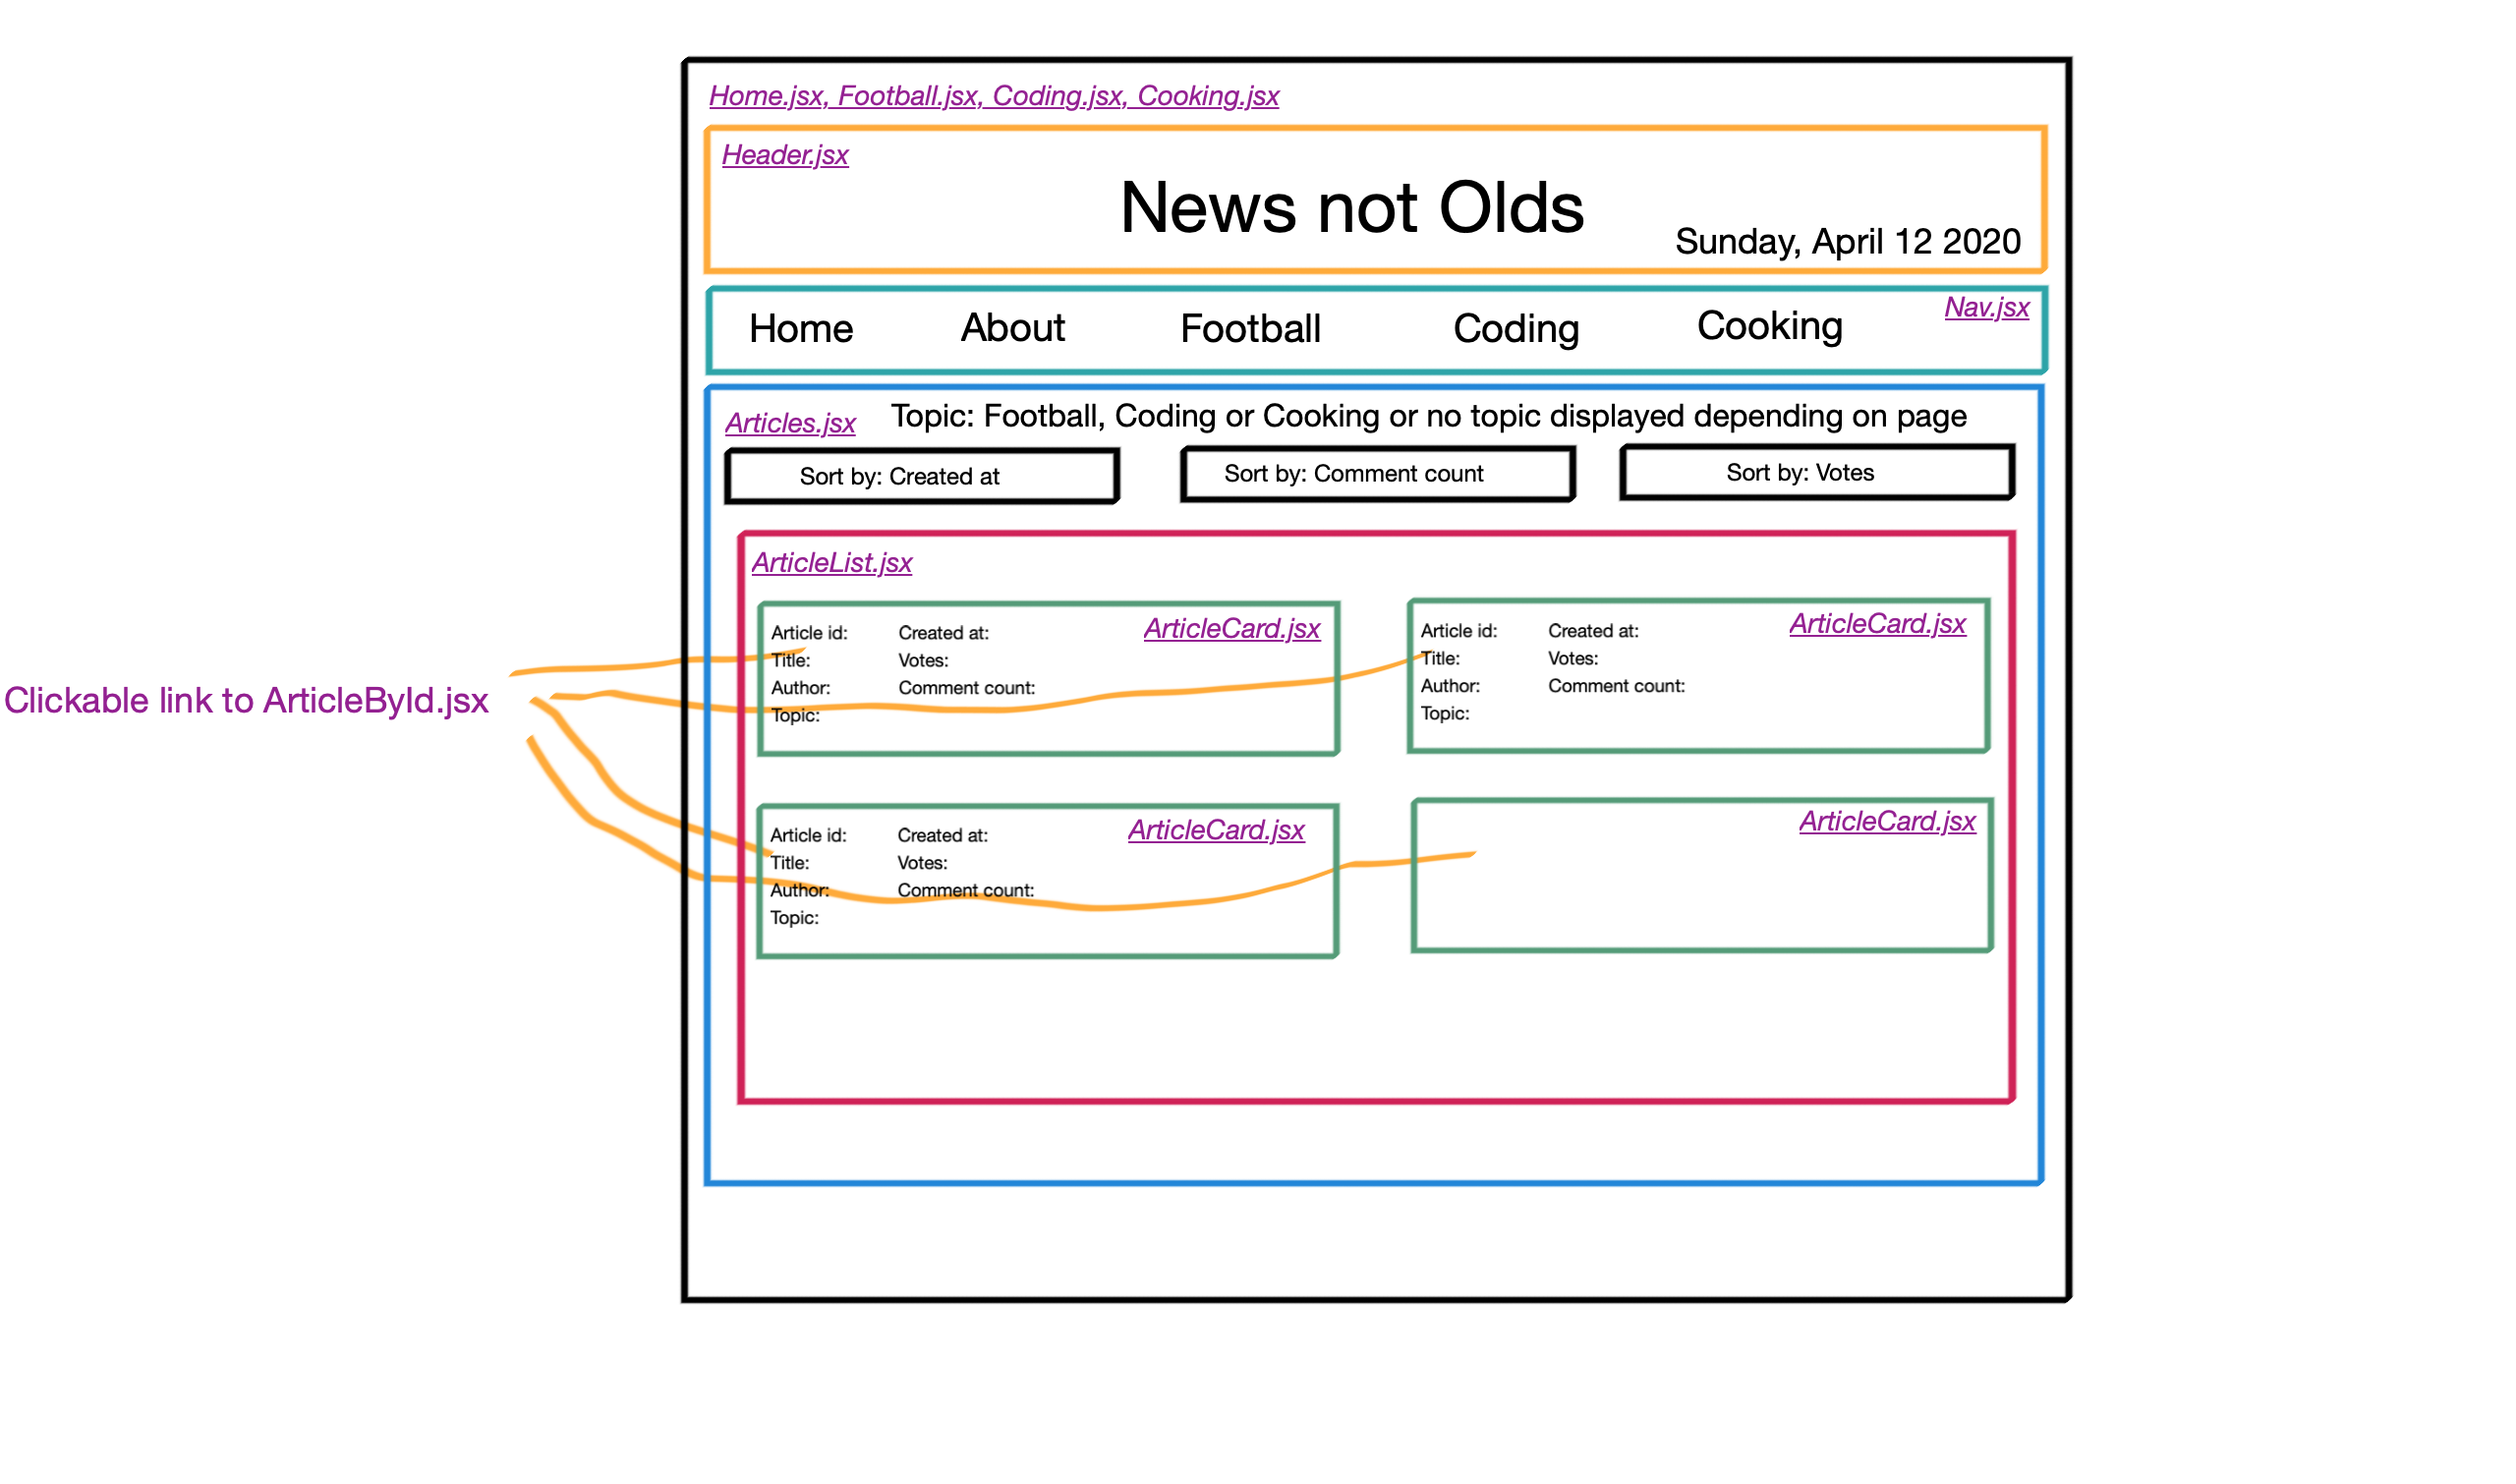 Home.jsx, Football.jsx, Coding.jsx, Cooking.jsx
Header.jsx
News not Olds
Sunday, April 12 2020
Home About Football Coding Cooking Nav.jsx
Articles.jsx Topic: Football, Coding or Cooking or no topic displayed depending on page
Sort by: Created at Sort by: Comment count Sort by: Votes
ArticleList.jsx
Article id: Created at: ArticleCard.jsx
Title: Votes:
Author: Comment count:
Topic:
Article id: Created at: ArticleCard.jsx
Title: Votes:
Author: Comment count:
Topic:
Clickable link to ArticleById.jsx
Article id: Created at: ArticleCard.jsx
Title: Votes:
Author: Comment count:
Topic:
ArticleCard.jsx